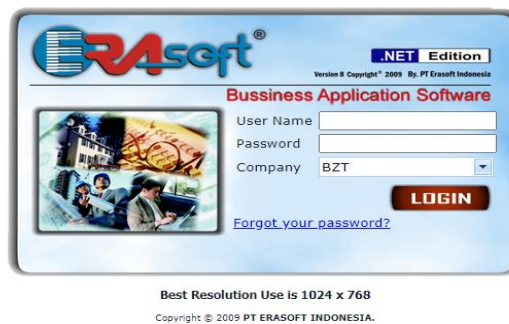 ERAsoft®
.NET Edition
Version 8 Copyright© 2009 By. PT Erasoft Indonesia
Bussiness Application Software
User Name
Password
Company BZT
LOGIN
Forgot your password?
Best Resolution Use is 1024 x 768
Copyright © 2009 PT ERASOFT INDONESIA.